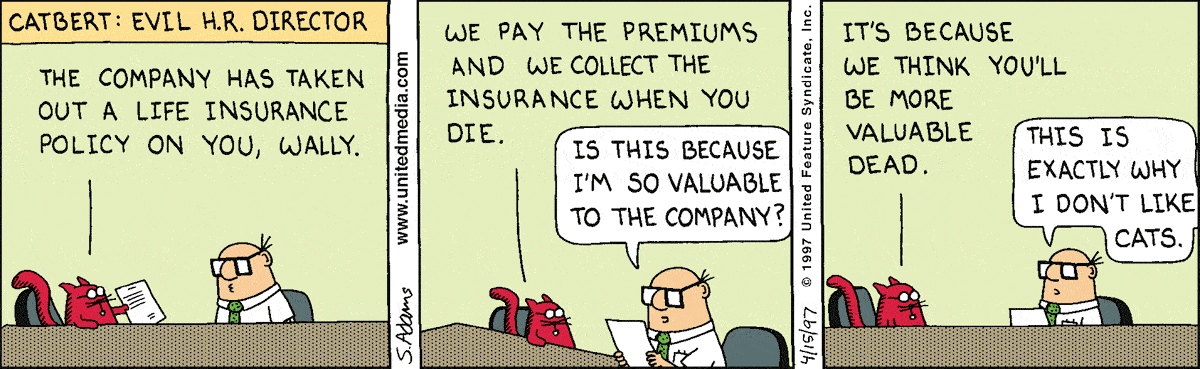 CATBERT: EVIL H.R. DIRECTOR
THE COMPANY HAS TAKEN
OUT A LIFE INSURANCE
POLICY ON YOU, WALLY.
www.unitedmedia.com
S.Adams
WE PAY THE PREMIUMS
AND WE COLLECT THE
INSURANCE WHEN YOU
DIE.
IS THIS BECAUSE
I'M SO VALUABLE
TO THE COMPANY?
4/15/97 © 1997 United Feature Syndicate, Inc.
IT'S BECAUSE
WE THINK YOU'LL
BE MORE
VALUABLE
DEAD.
THIS IS
EXACTLY WHY
I DON'T LIKE
CATS.